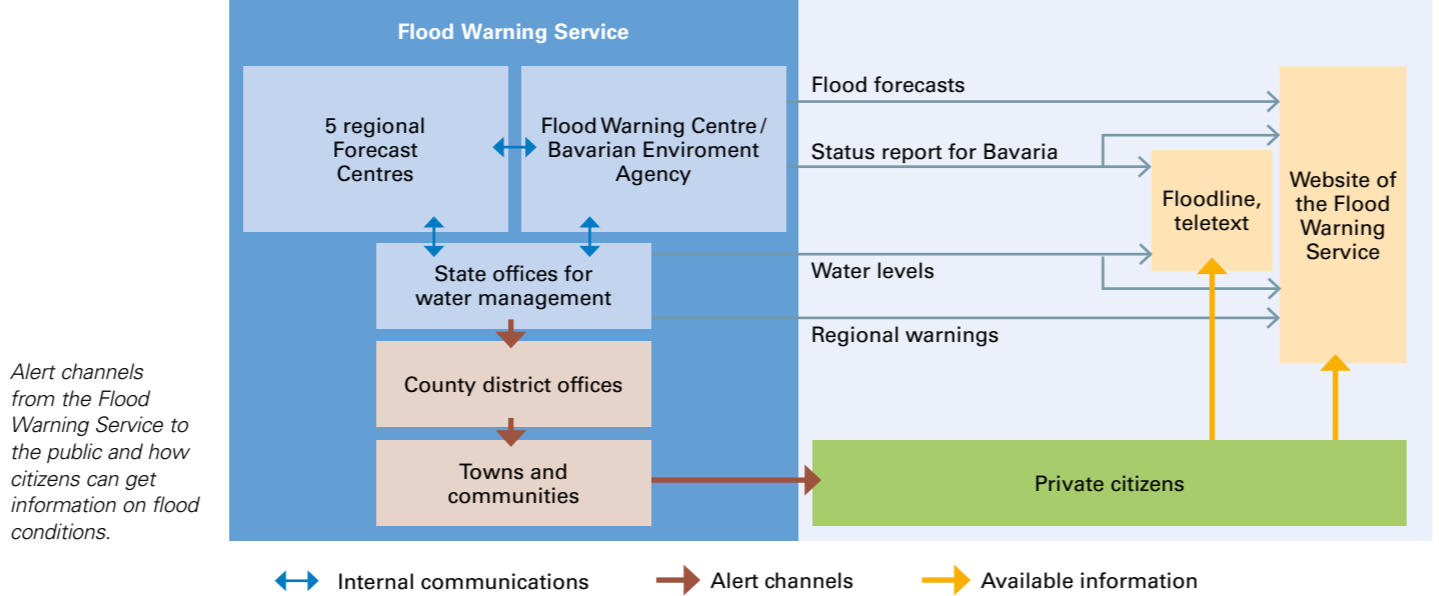 Flood Warning Service
5 regional
Forecast
Centres
Flood Warning Centre/
Bavarian Enviroment
Agency
Flood forecasts
Status report for Bavaria
Floodline,
teletext
Website of
the Flood
Warning
Service
State offices for
water management
Water levels
Regional warnings
County district offices
Towns and
communities
Private citizens
Alert channels
from the Flood
Warning Service to
the public and how
citizens can get
information on flood
conditions.
Internal communications
Alert channels
Available information